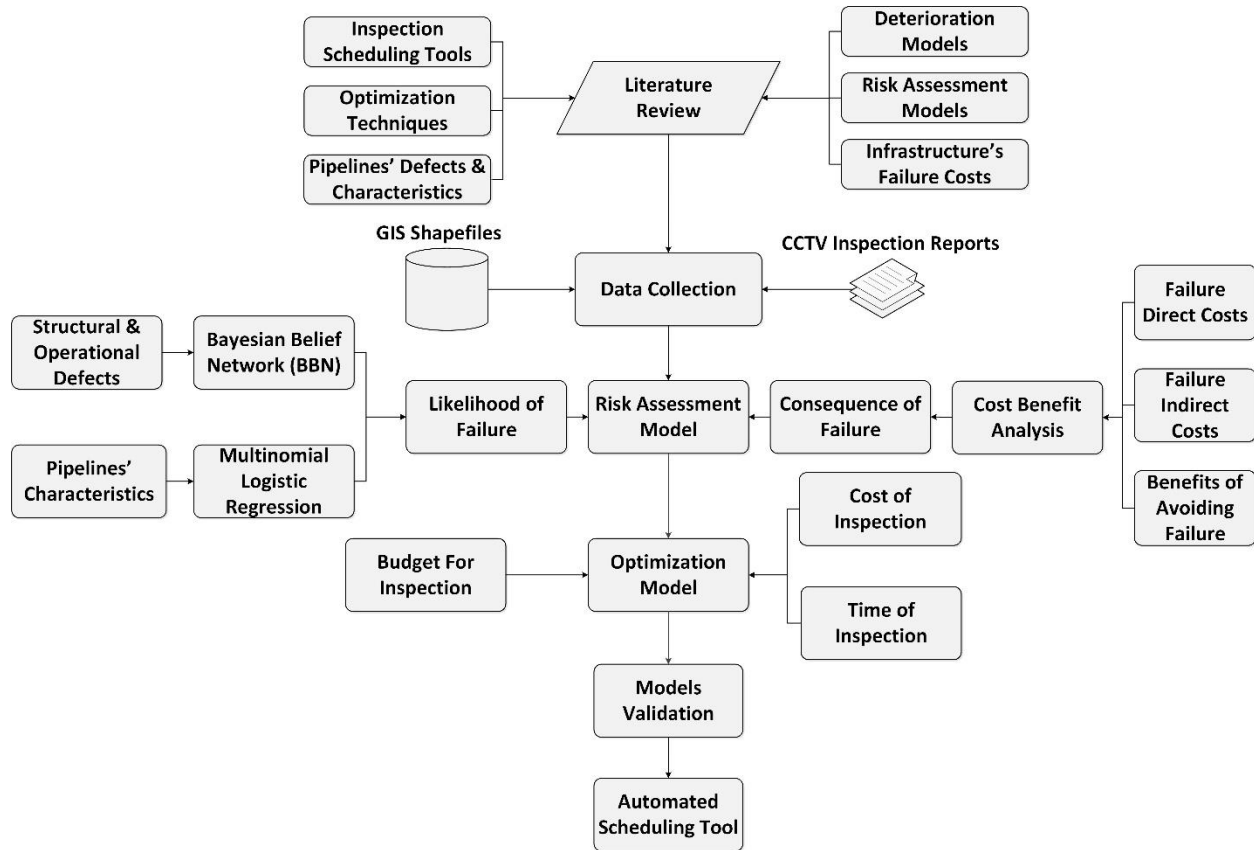 Inspection
Scheduling Tools
Optimization
Techniques
Pipelines’ Defects &
Characteristics
Literature
Review
Deterioration
Models
Risk Assessment
Models
Infrastructure’s
Failure Costs
GIS Shapefiles
Data Collection
CCTV Inspection Reports
Structural &
Operational
Defects
Bayesian Belief
Network (BBN)
Pipelines’
Characteristics
Multinomial
Logistic
Regression
Likelihood of
Failure
Risk Assessment
Model
Consequence of
Failure
Cost Benefit
Analysis
Failure
Direct Costs
Failure
Indirect
Costs
Benefits of
Avoiding
Failure
Budget For
Inspection
Optimization
Model
Cost of
Inspection
Time of
Inspection
Models
Validation
Automated
Scheduling Tool